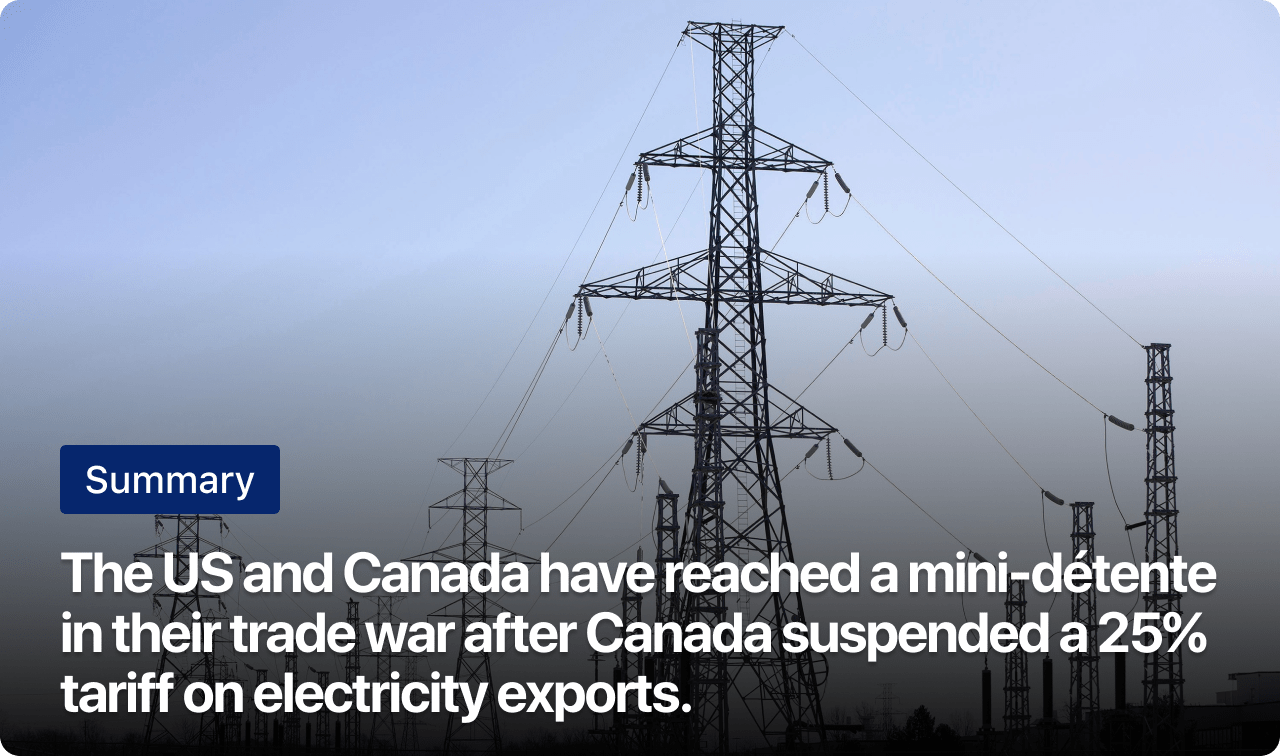 Summary
The US and Canada have reached a mini-détente
in their trade war after Canada suspended a 25%
tariff on electricity exports.